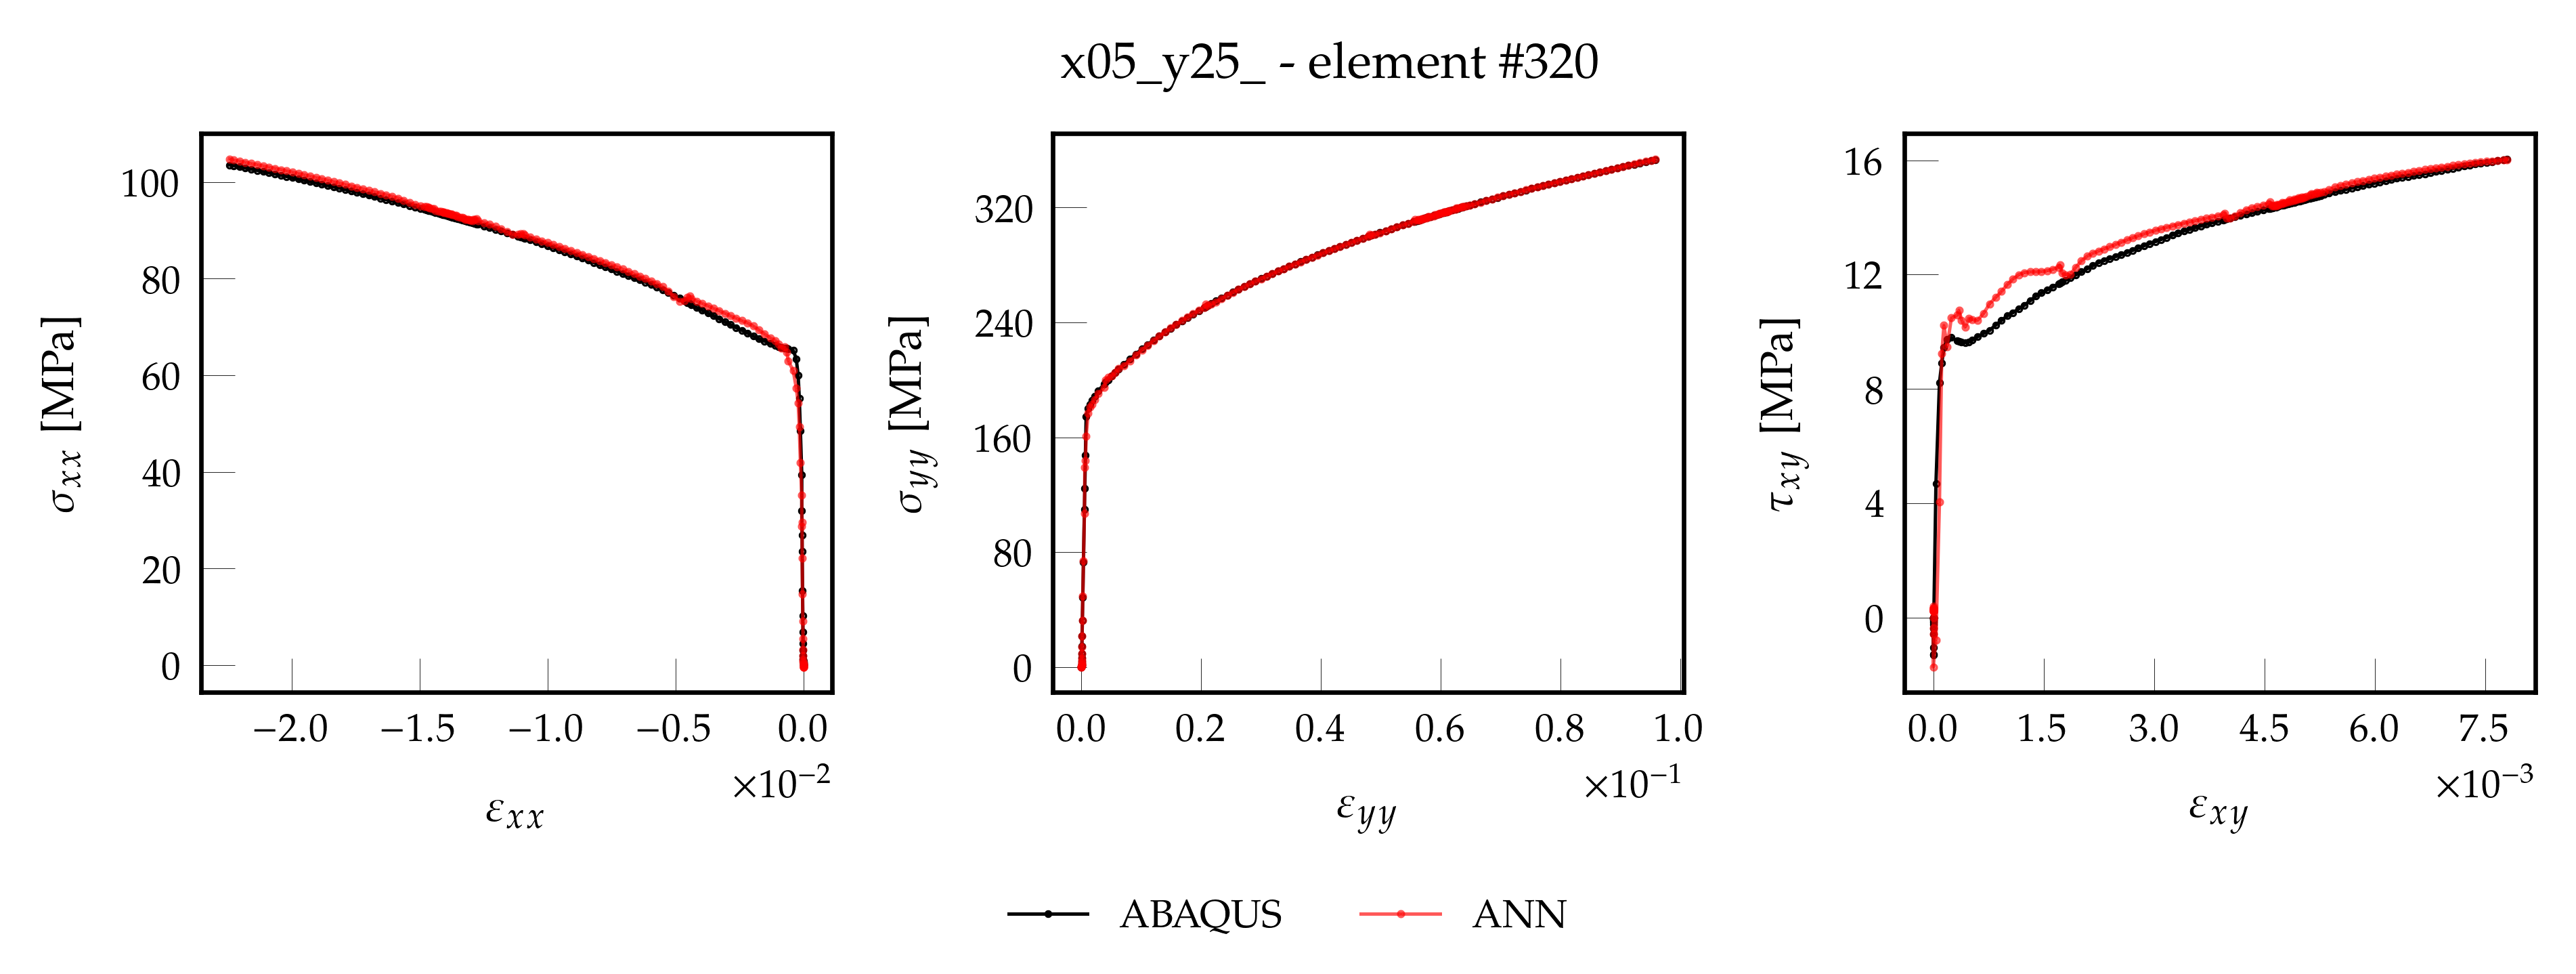 x05_y25_ - element #320
σxx [MPa]
100
80
60
40
20
0
−2.0 −1.5 −1.0 −0.5 0.0
×10−2
εxx
σyy [MPa]
320
240
160
80
0
0.0 0.2 0.4 0.6 0.8 1.0
×10−1
εyy
τxy [MPa]
16
12
8
4
0
0.0 1.5 3.0 4.5 6.0 7.5
×10−3
εxy
ABAQUS ANN